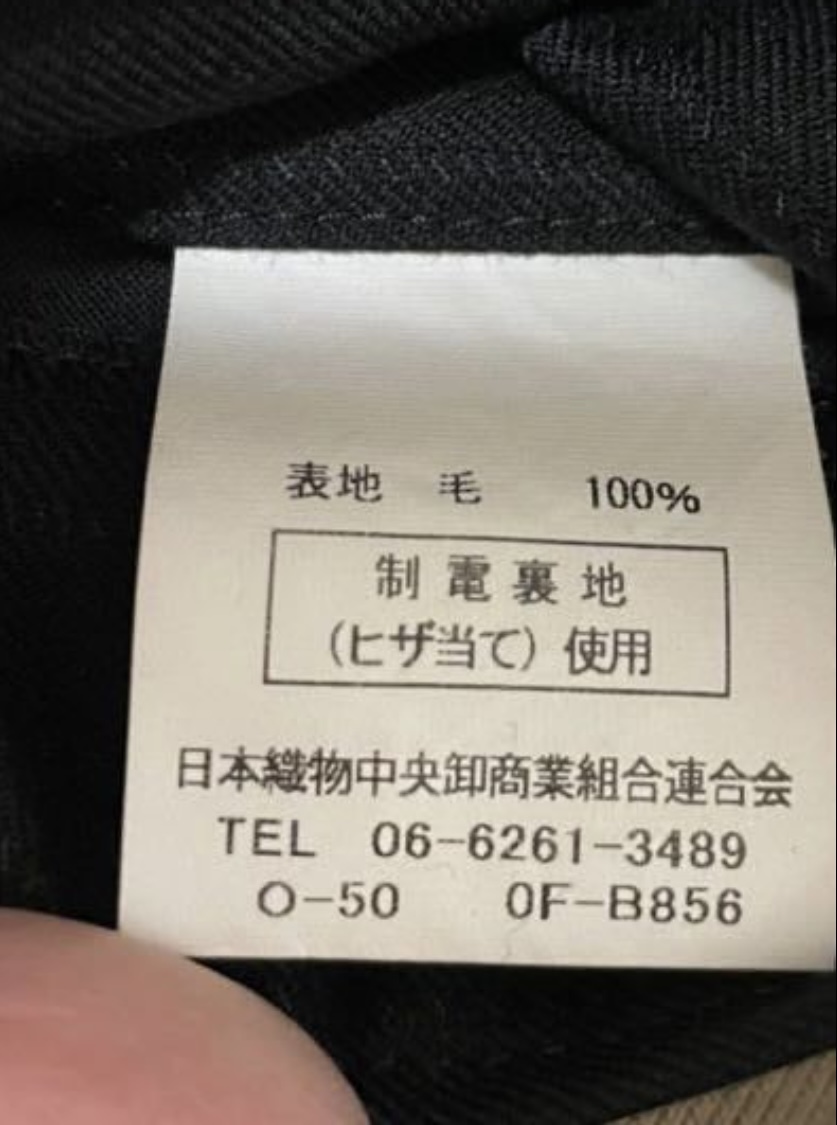 表地 毛 100%
制電裏地
(ヒザ当て)使用
日本織物中央卸商業組合連合会
TEL 06-6261-3489
O-50 0F-B856